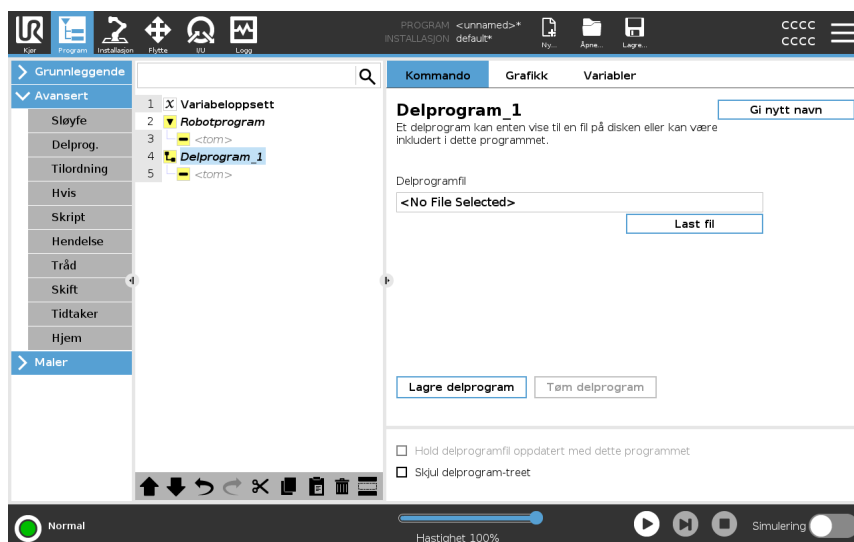 PROGRAM <unnamed>*
INSTALLASJON default*
CCCC
CCCC
UR
Kjør
Program
Installasjon
Flytte
I/U
Logg
Ny...
Åpne...
Lagre...
Grunnleggende
Avansert
Sløyfe
Delprog.
Tilordning
Hvis
Skript
Hendelse
Tråd
Skift
Tidtaker
Hjem
Maler
1 X Variabeloppsett
2 Robotprogram
3 <tom>
4 Delprogram_1
5 <tom>
Kommando
Grafikk
Variabler
Delprogram_1
Gi nytt navn
Et delprogram kan enten vise til en fil på disken eller kan være
inkludert i dette programmet.
Delprogramfil
<No File Selected>
Last fil
Lagre delprogram
Tøm delprogram
Hold delprogramfil oppdatert med dette programmet
Skjul delprogram-treet
Normal
Hastighet 100%
Simulering